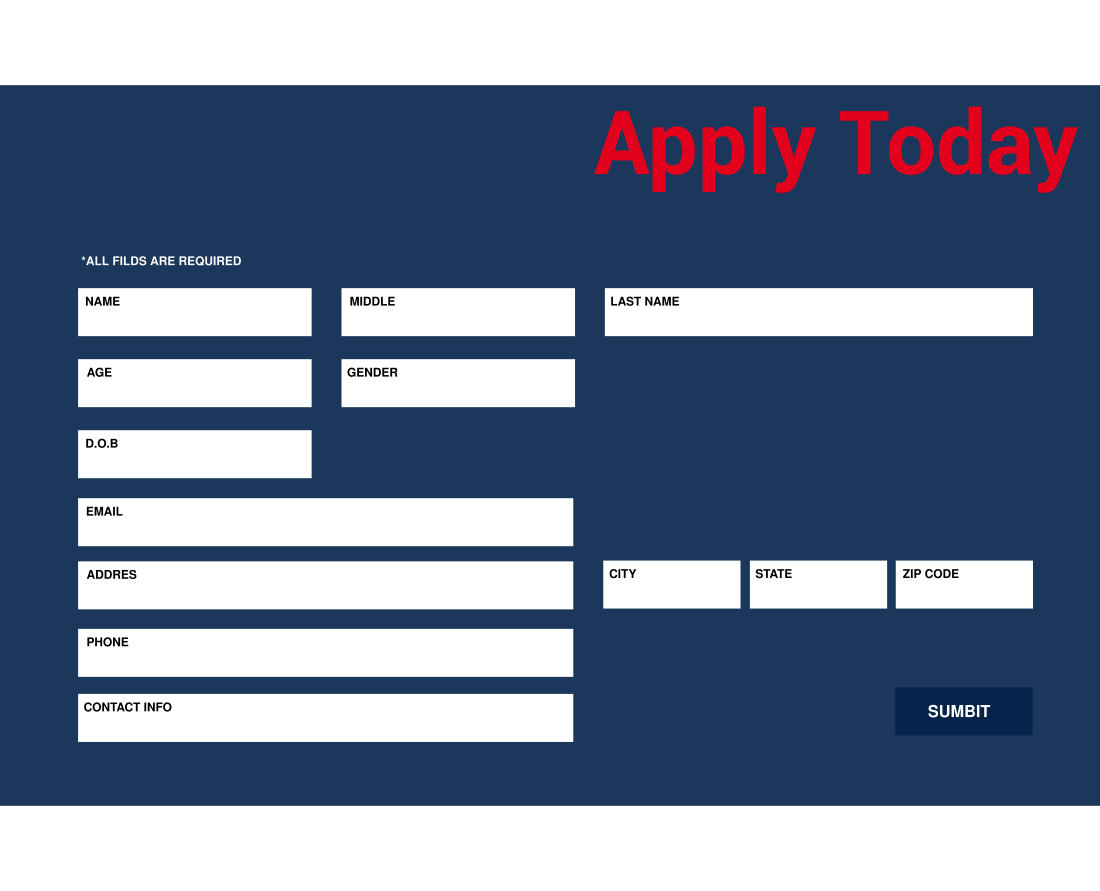 Apply Today
*ALL FILDS ARE REQUIRED
NAME
MIDDLE
LAST NAME
AGE
GENDER
D.O.B
EMAIL
ADDRES
CITY
STATE
ZIP CODE
PHONE
CONTACT INFO
SUMBIT